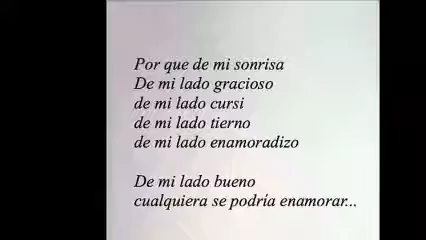 Por que de mi sonrisa
De mi lado gracioso
de mi lado cursi
de mi lado tierno
de mi lado enamoradizo
De mi lado bueno
cualquiera se podría enamorar...